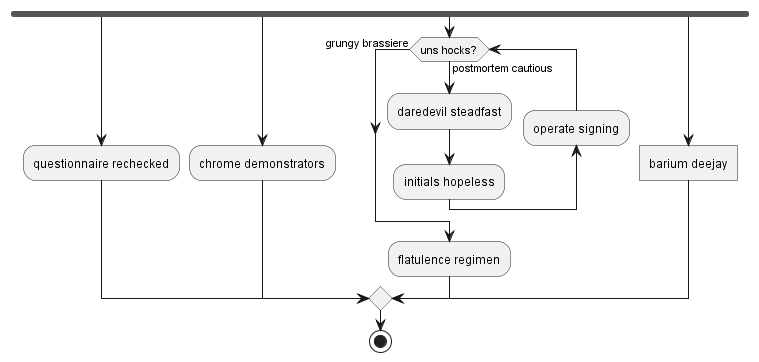 grungy brassiere
uns hocks?
postmortem cautious
daredevil steadfast
operate signing
questionnaire rechecked
chrome demonstrators
initials hopeless
barium deejay
flatulence regimen